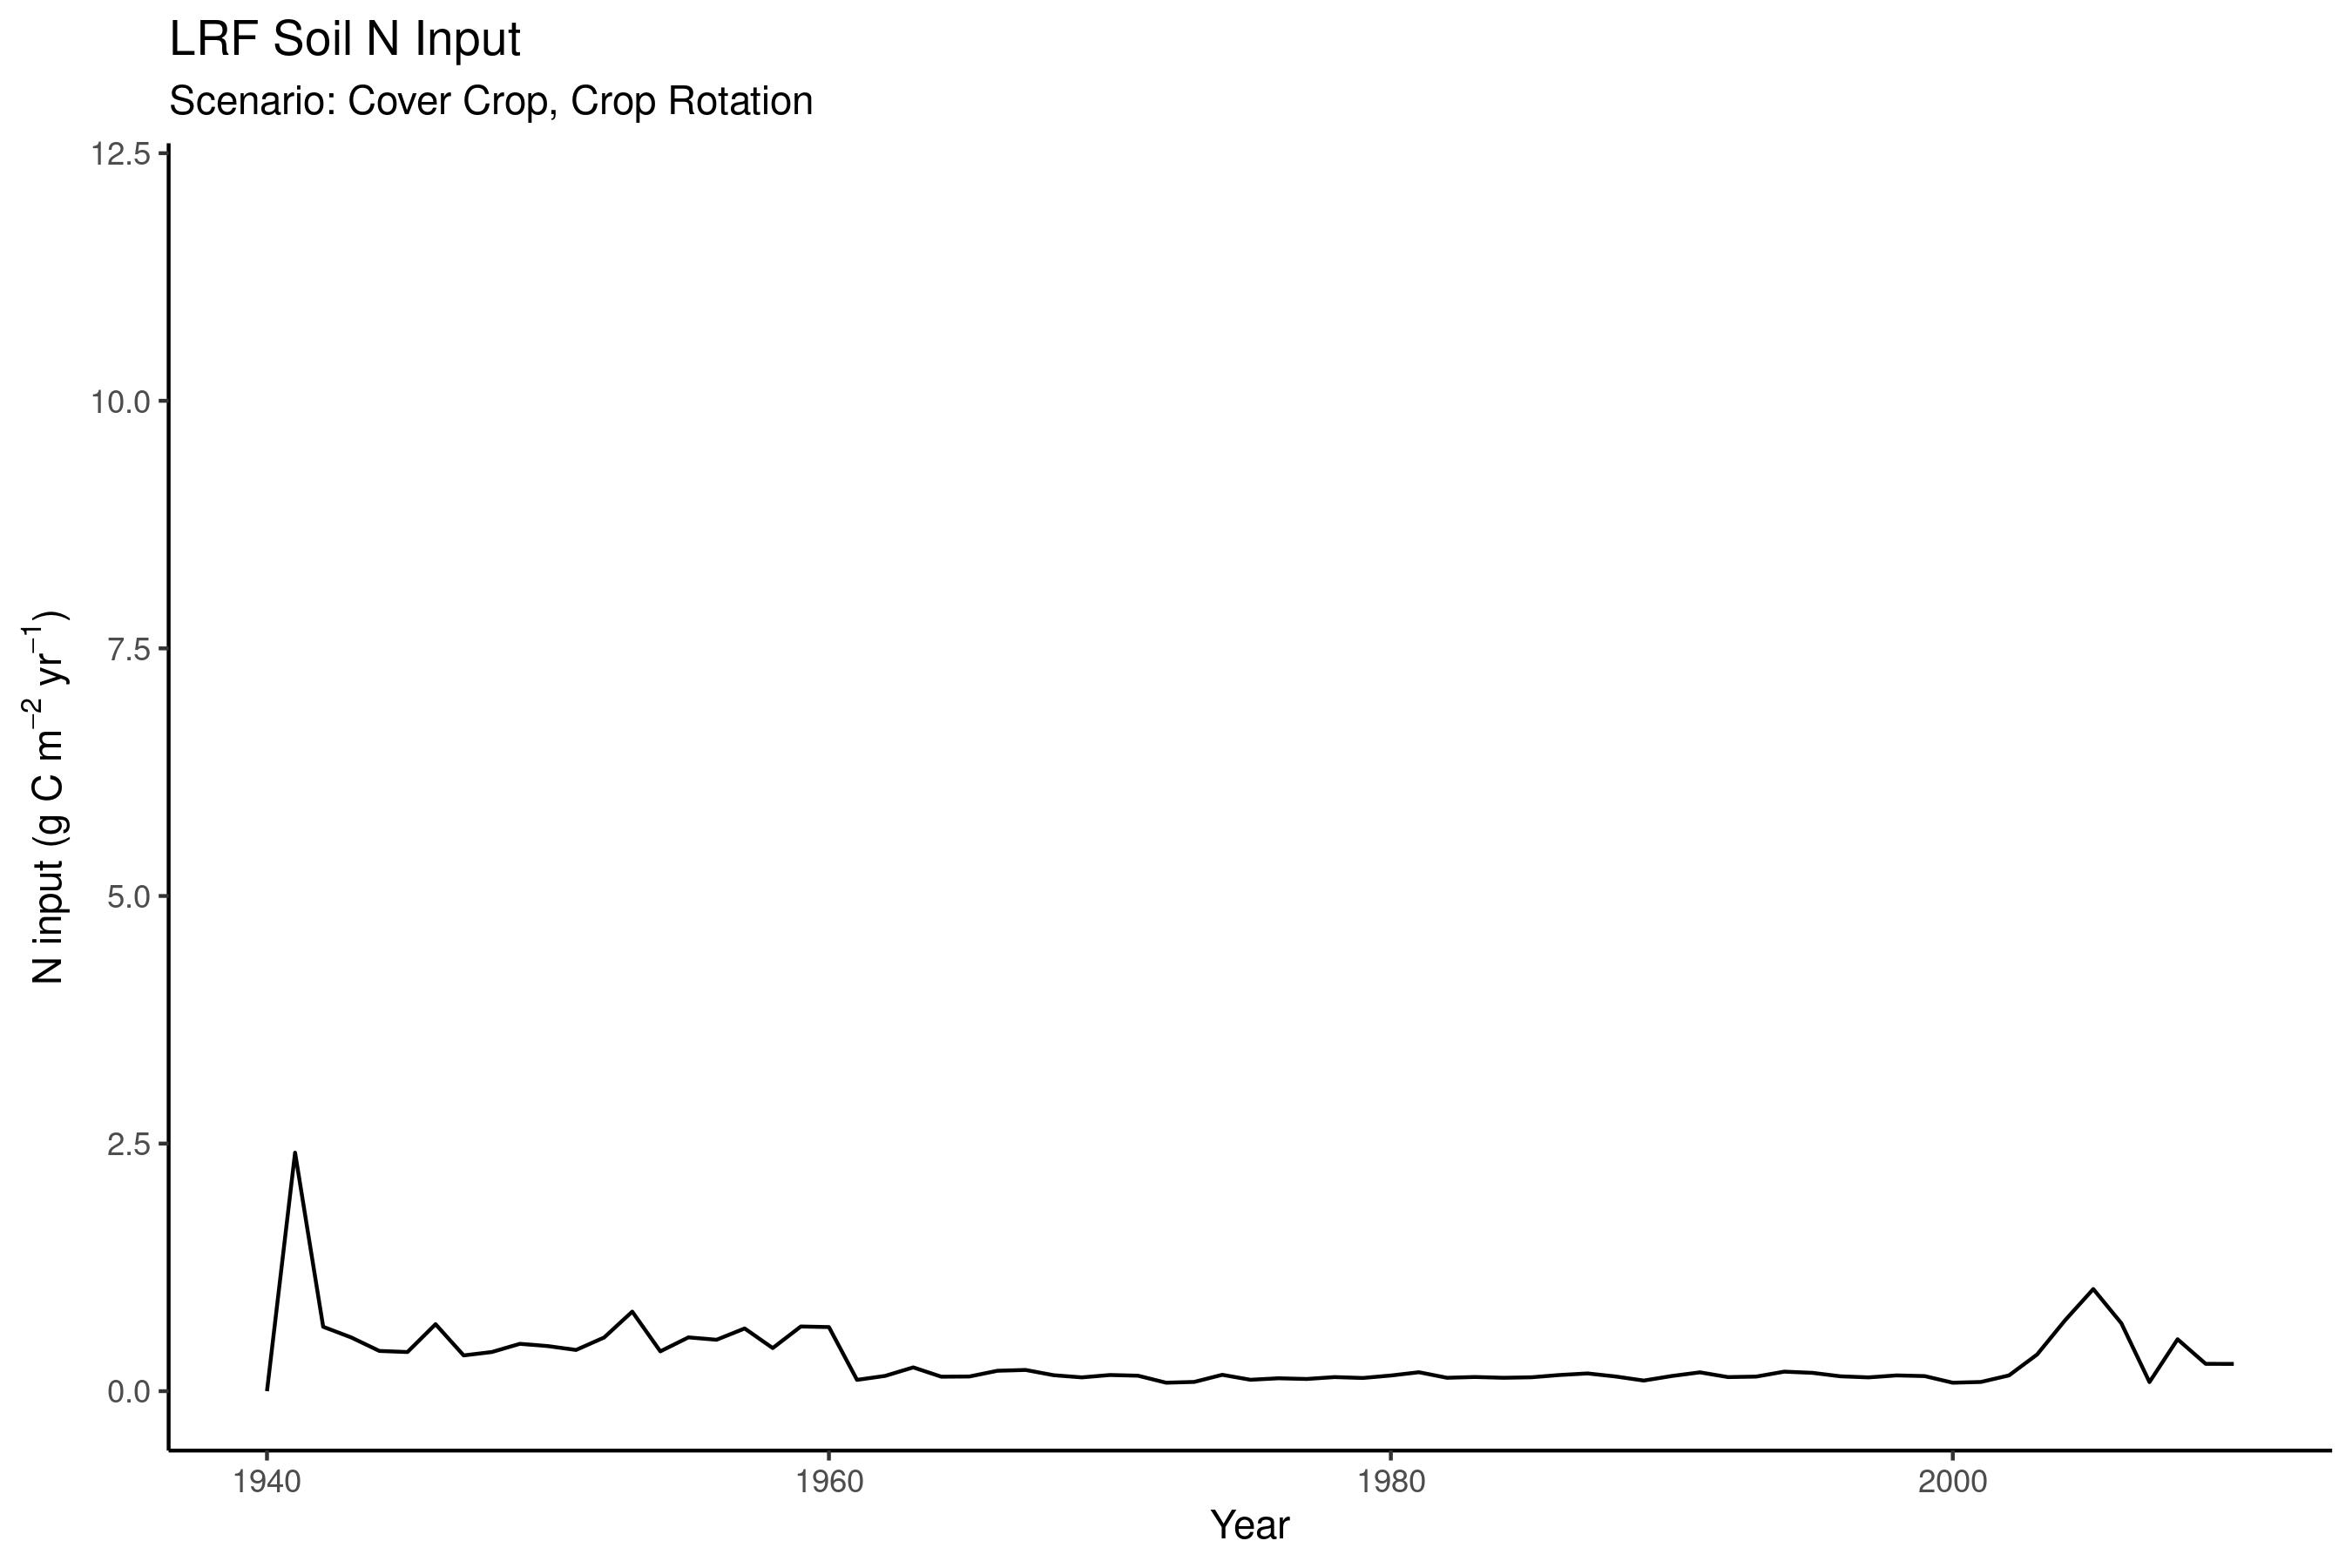 LRF Soil N Input
Scenario: Cover Crop, Crop Rotation
12.5
10.0
7.5
5.0
2.5
0.0
N input (g C m⁻² yr⁻¹)
1940 1960 1980 2000
Year